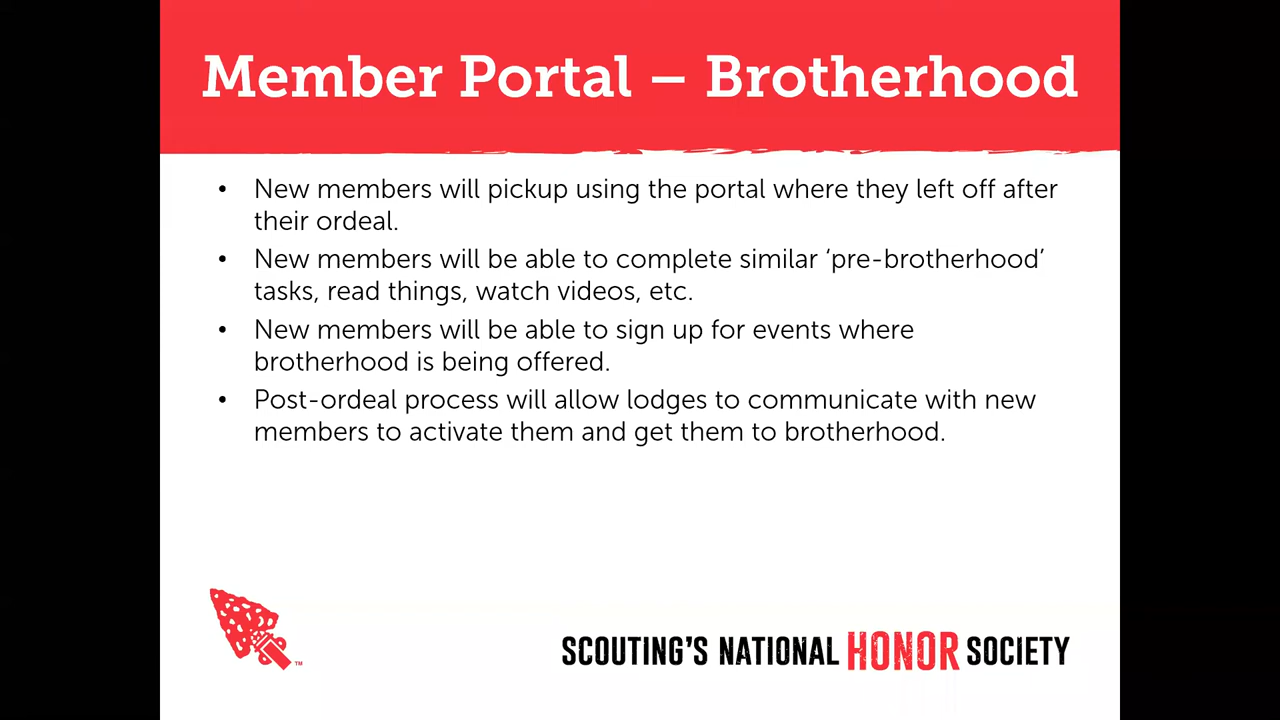 Member Portal – Brotherhood
• New members will pickup using the portal where they left off after
their ordeal.
• New members will be able to complete similar ‘pre-brotherhood’
tasks, read things, watch videos, etc.
• New members will be able to sign up for events where
brotherhood is being offered.
• Post-ordeal process will allow lodges to communicate with new
members to activate them and get them to brotherhood.
TM
SCOUTING'S NATIONAL HONOR SOCIETY